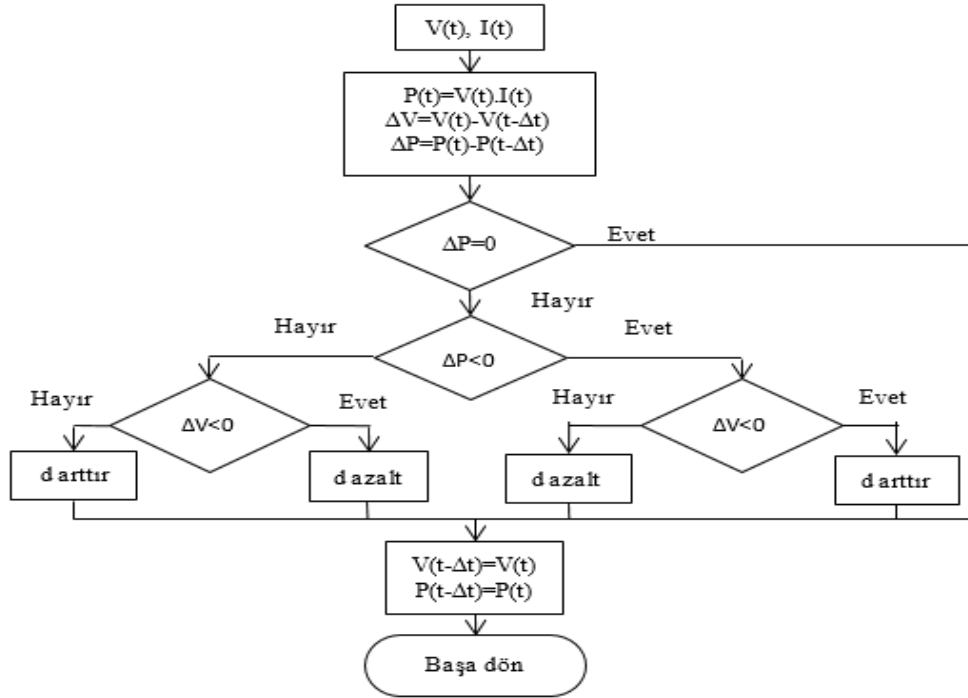 V(t), I(t)
P(t)=V(t).I(t)
ΔV=V(t)-V(t-Δt)
ΔP=P(t)-P(t-Δt)
ΔP=0
Evet
Hayır
Hayır
ΔP<0
Evet
Hayır
ΔV<0
Evet
Hayır
ΔV<0
Evet
d arttır
d azalt
d azalt
d arttır
V(t-Δt)=V(t)
P(t-Δt)=P(t)
Başa dön